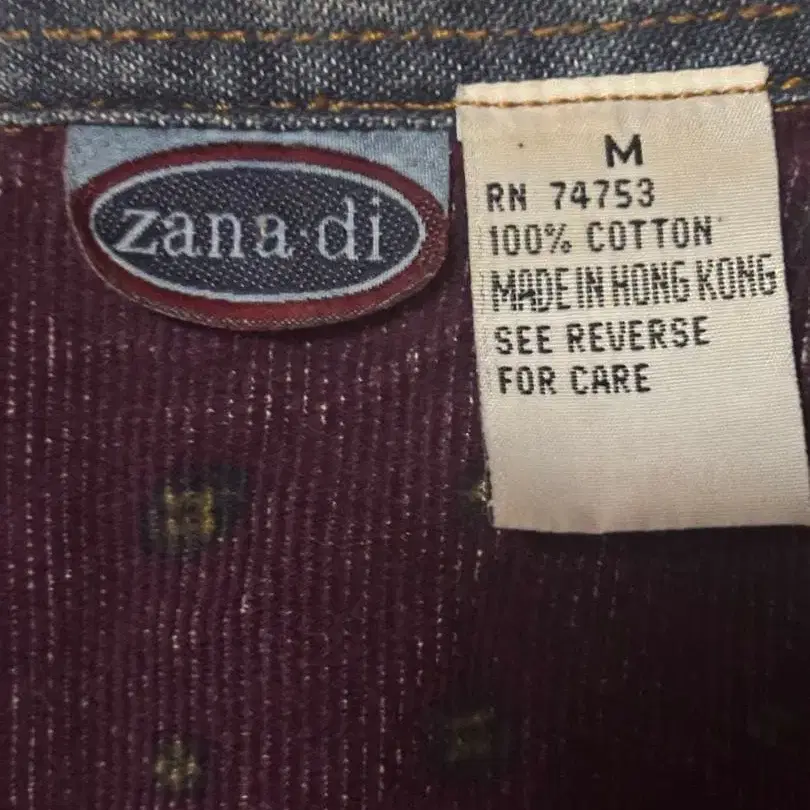 zana·di
M
RN 74753
100% COTTON
MADE IN HONG KONG
SEE REVERSE
FOR CARE